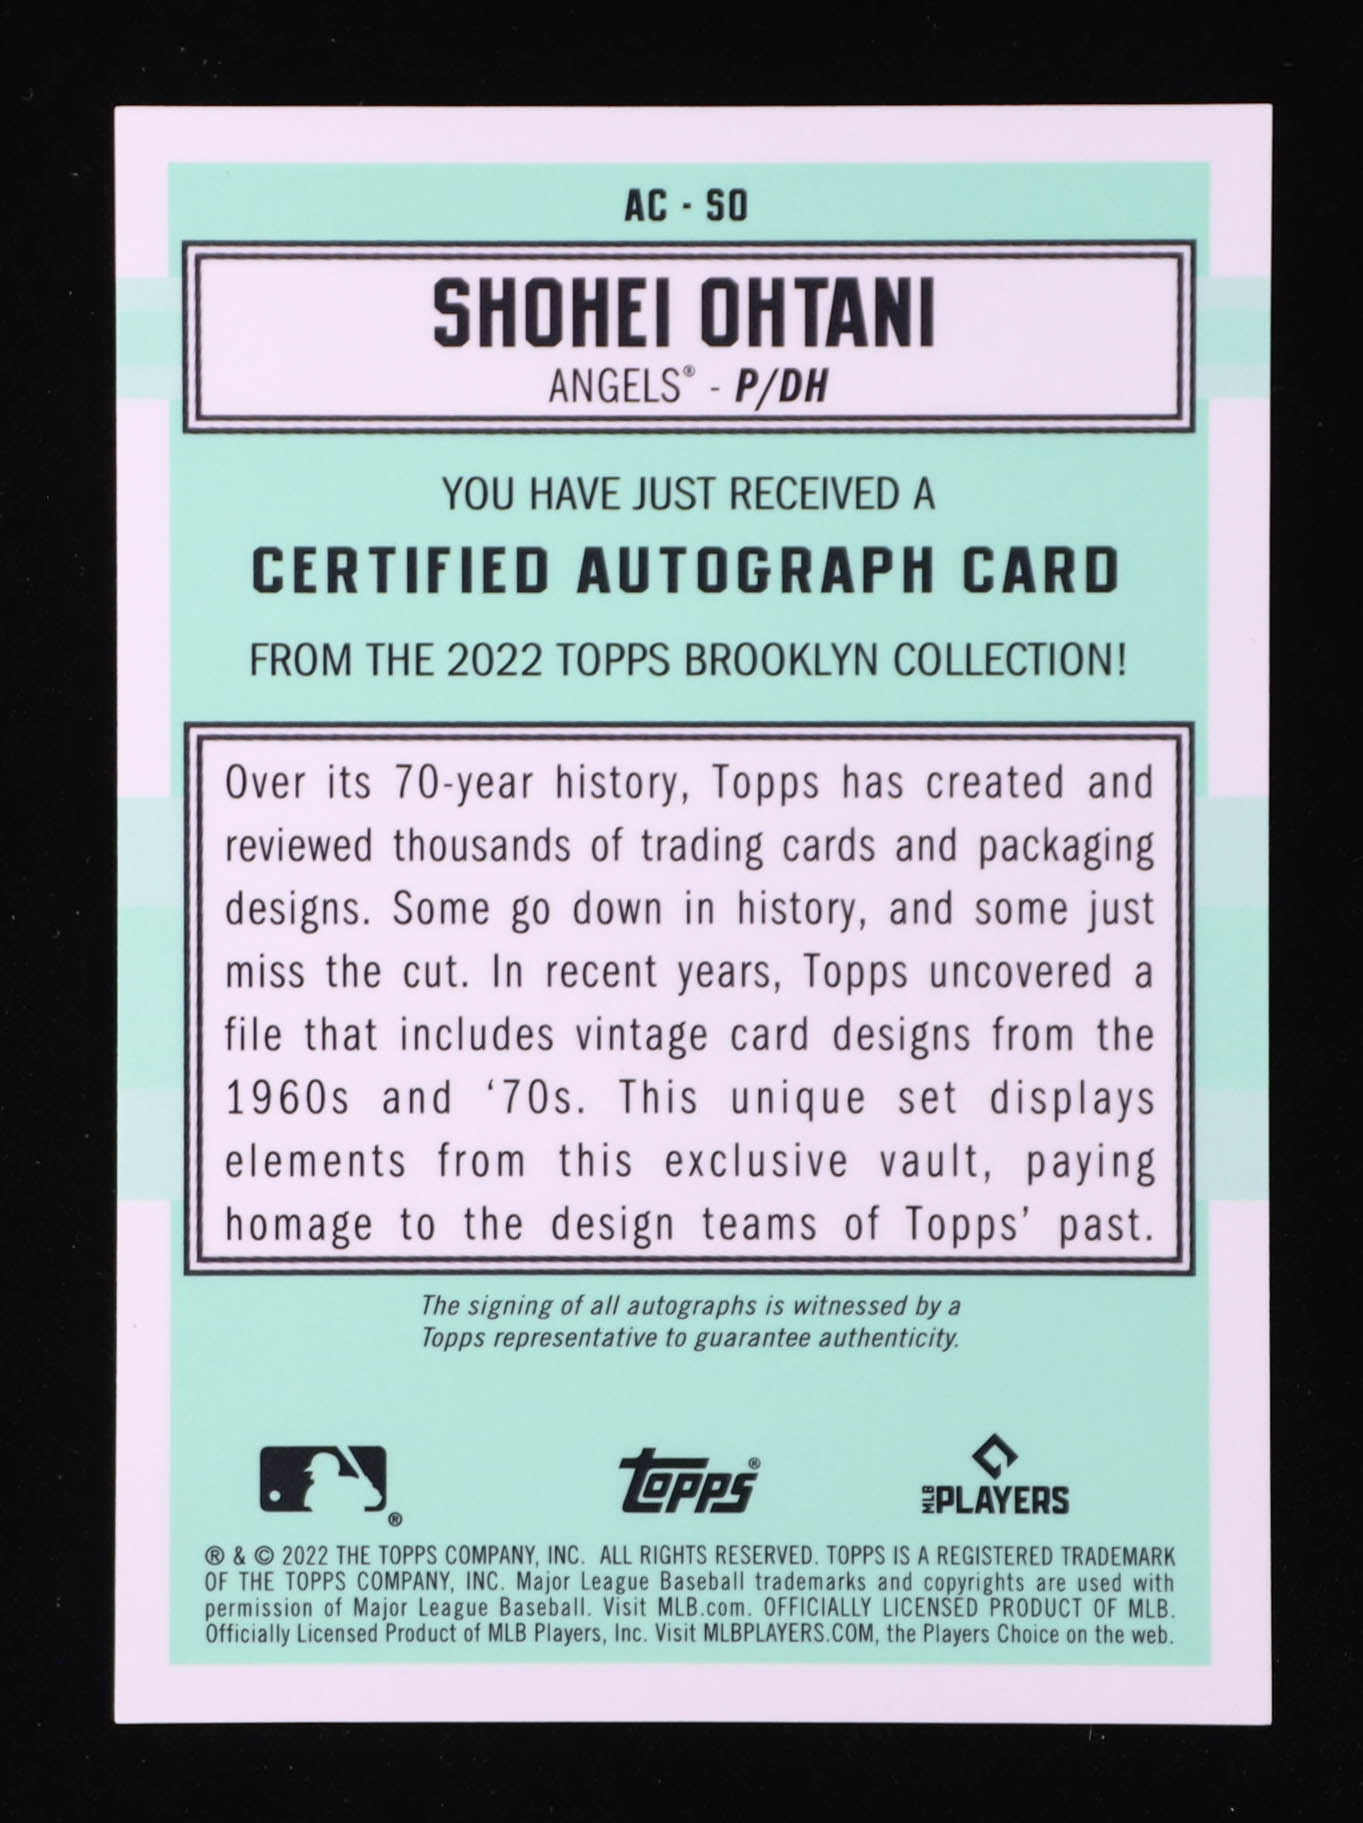 AC - SO
SHOHEI OHTANI
ANGELS® - P/DH
YOU HAVE JUST RECEIVED A
CERTIFIED AUTOGRAPH CARD
FROM THE 2022 TOPPS BROOKLYN COLLECTION!
Over its 70-year history, Topps has created and
reviewed thousands of trading cards and packaging
designs. Some go down in history, and some just
miss the cut. In recent years, Topps uncovered a
file that includes vintage card designs from the
1960s and ‘70s. This unique set displays
elements from this exclusive vault, paying
homage to the design teams of Topps’ past.
The signing of all autographs is witnessed by a
Topps representative to guarantee authenticity.
®
Topps®
MLB PLAYERS
® & © 2022 THE TOPPS COMPANY, INC. ALL RIGHTS RESERVED. TOPPS IS A REGISTERED TRADEMARK
OF THE TOPPS COMPANY, INC. Major League Baseball trademarks and copyrights are used with
permission of Major League Baseball. Visit MLB.com. OFFICIALLY LICENSED PRODUCT OF MLB.
Officially Licensed Product of MLB Players, Inc. Visit MLBPLAYERS.COM, the Players Choice on the web.